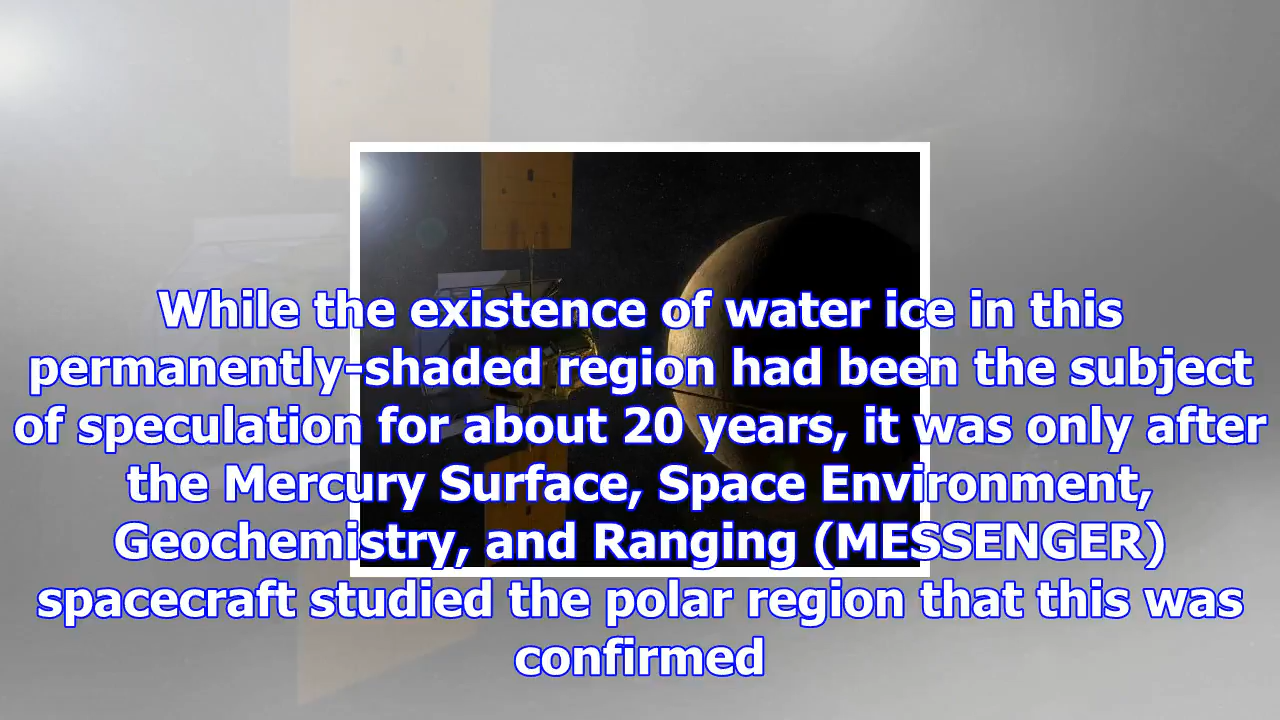 While the existence of water ice in this
permanently-shaded region had been the subject
of speculation for about 20 years, it was only after
the Mercury Surface, Space Environment,
Geochemistry, and Ranging (MESSENGER)
spacecraft studied the polar region that this was
confirmed